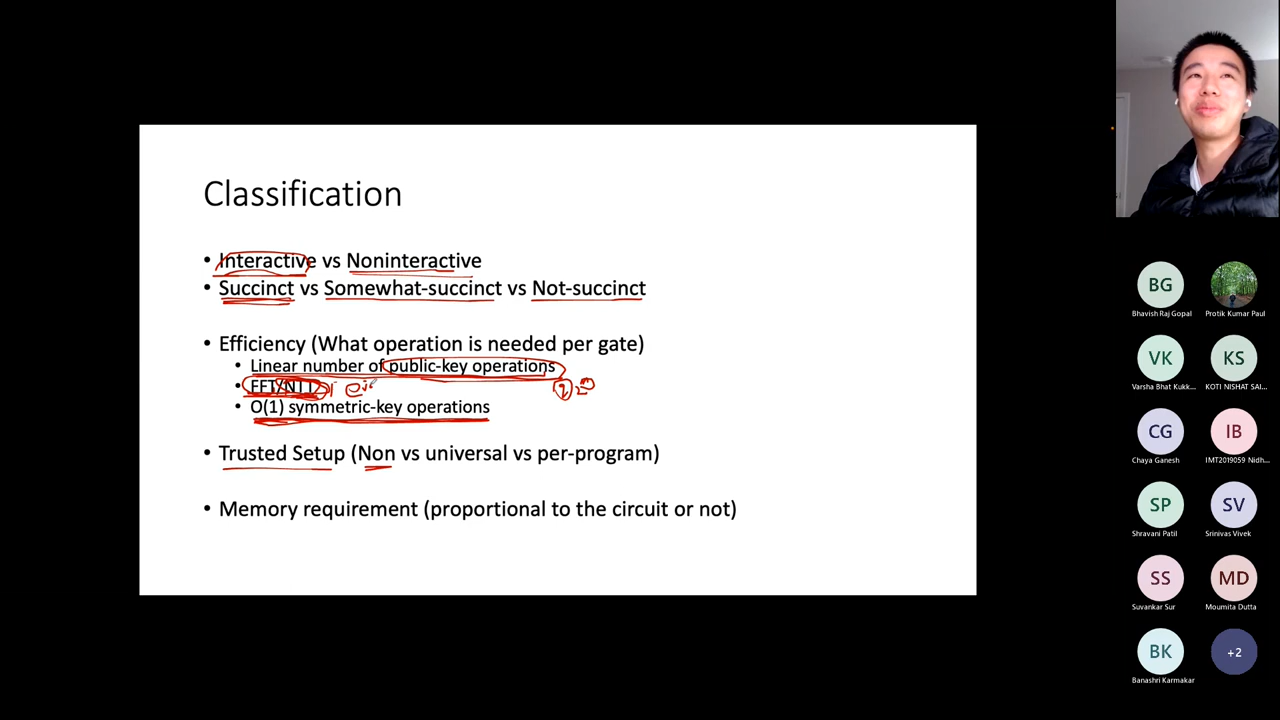 Classification
• Interactive vs Noninteractive
• Succinct vs Somewhat-succinct vs Not-succinct
• Efficiency (What operation is needed per gate)
• Linear number of public-key operations
• FFT/NTT
• O(1) symmetric-key operations
• Trusted Setup (Non vs universal vs per-program)
• Memory requirement (proportional to the circuit or not)
BG
Bhavish Raj Gopal
Protik Kumar Paul
VK
KS
Varsha Bhat Kukk...
KOTI NISHAT SAI...
CG
IB
Chaya Ganesh
IMT2019059 Nidh...
SP
SV
Shravani Patil
Srinivas Vivek
SS
MD
Suvankar Sur
Moumita Dutta
BK
+2
Banashri Karmakar